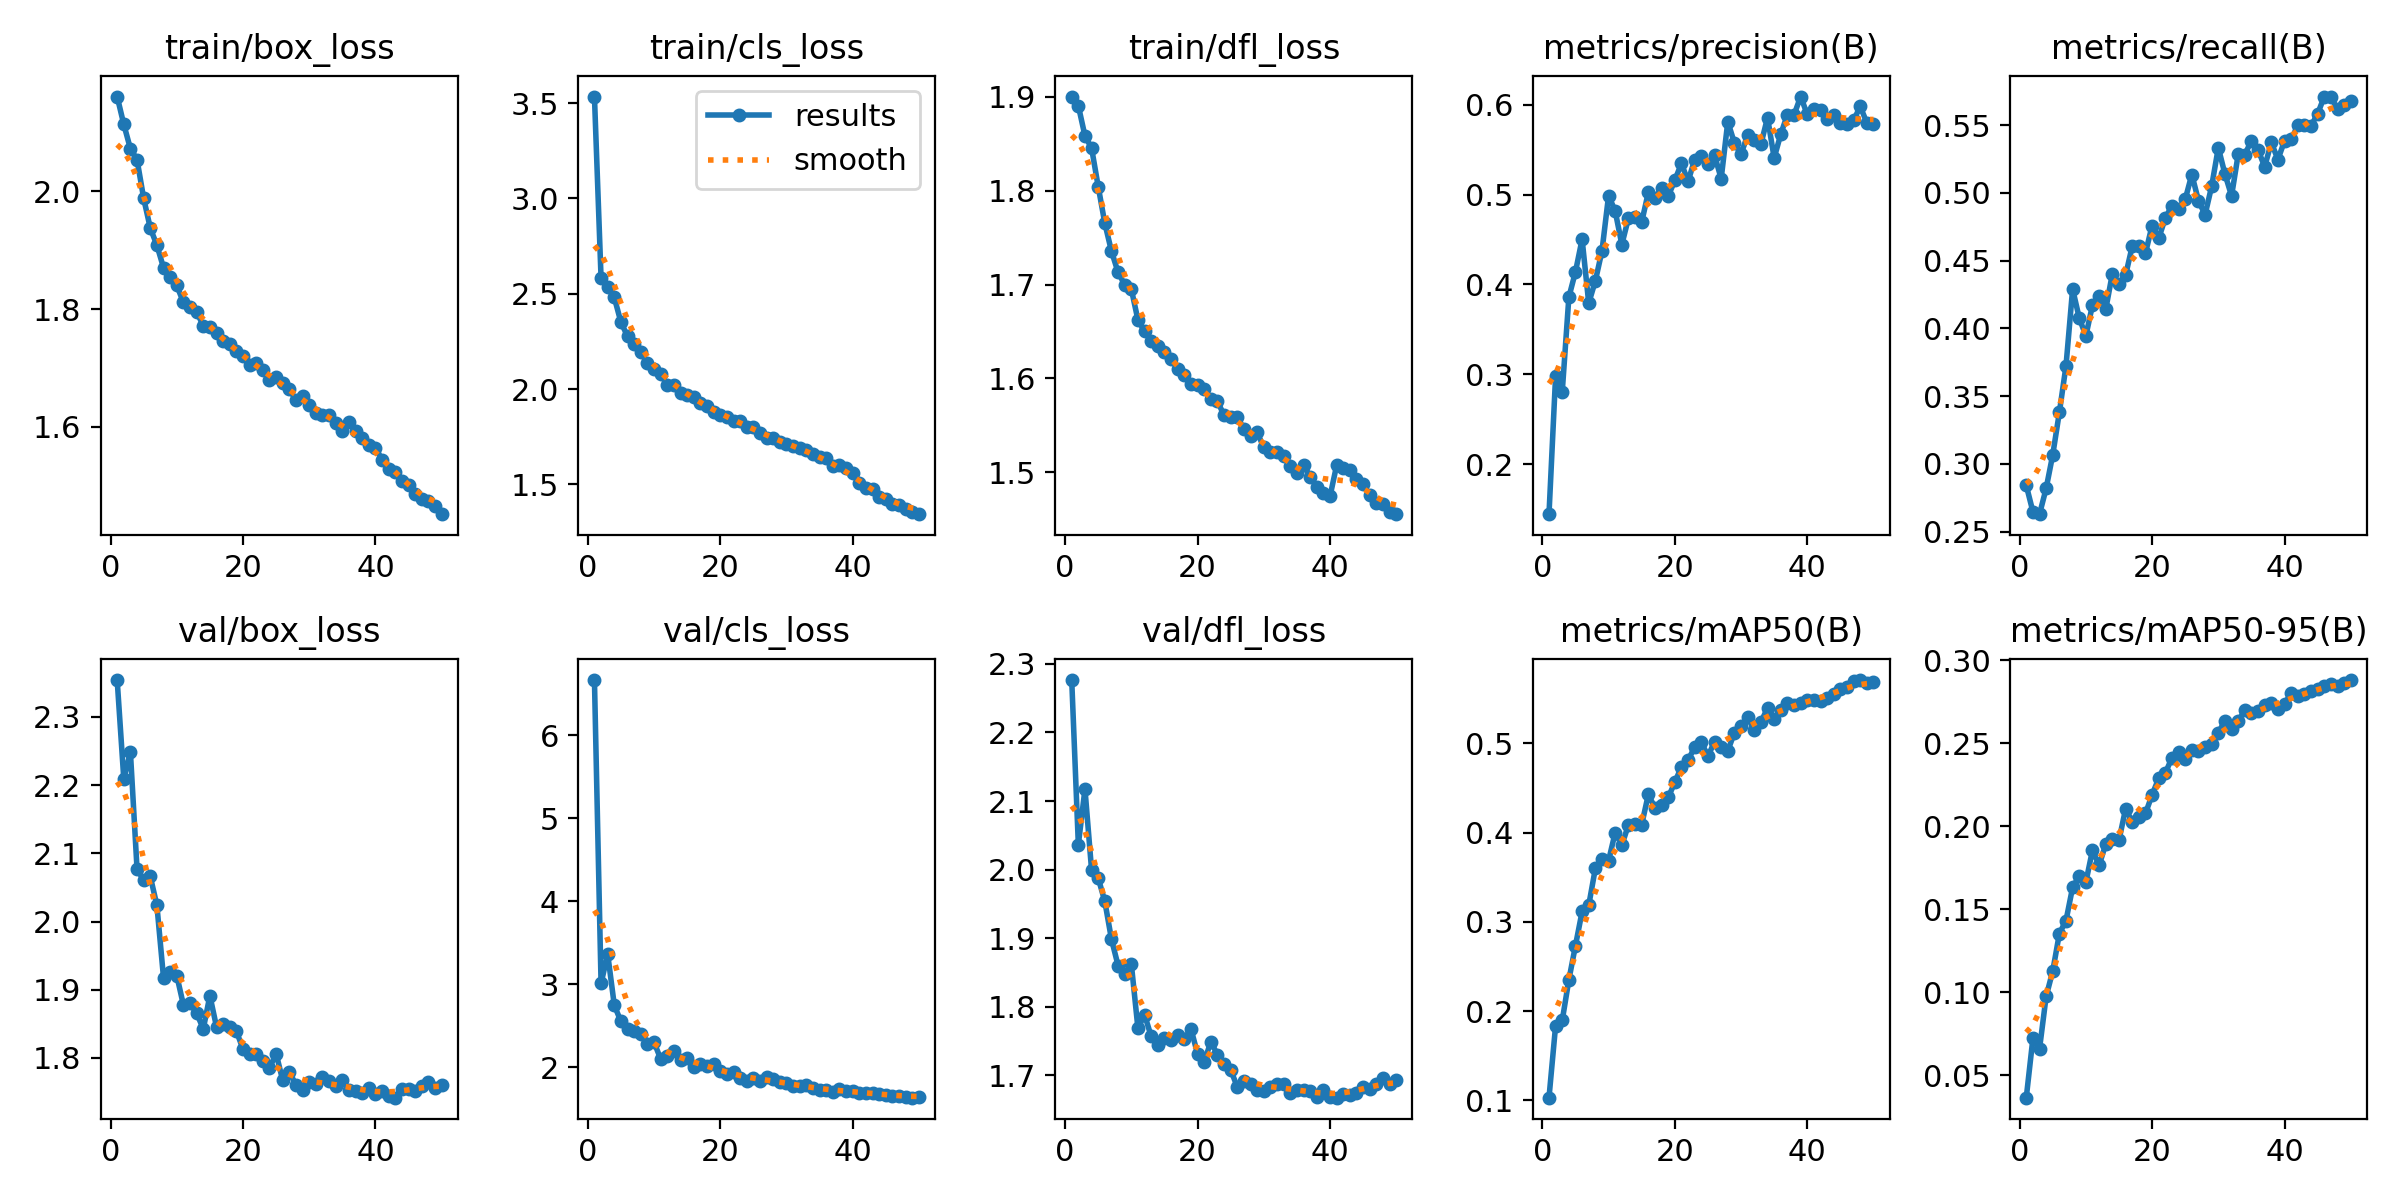 train/box_loss
2.0
1.8
1.6
0 20 40
train/cls_loss
results
smooth
3.5
3.0
2.5
2.0
1.5
0 20 40
train/dfl_loss
1.9
1.8
1.7
1.6
1.5
0 20 40
metrics/precision(B)
0.6
0.5
0.4
0.3
0.2
0 20 40
metrics/recall(B)
0.55
0.50
0.45
0.40
0.35
0.30
0.25
0 20 40
val/box_loss
2.3
2.2
2.1
2.0
1.9
1.8
0 20 40
val/cls_loss
6
5
4
3
2
0 20 40
val/dfl_loss
2.3
2.2
2.1
2.0
1.9
1.8
1.7
0 20 40
metrics/mAP50(B)
0.5
0.4
0.3
0.2
0.1
0 20 40
metrics/mAP50-95(B)
0.30
0.25
0.20
0.15
0.10
0.05
0 20 40